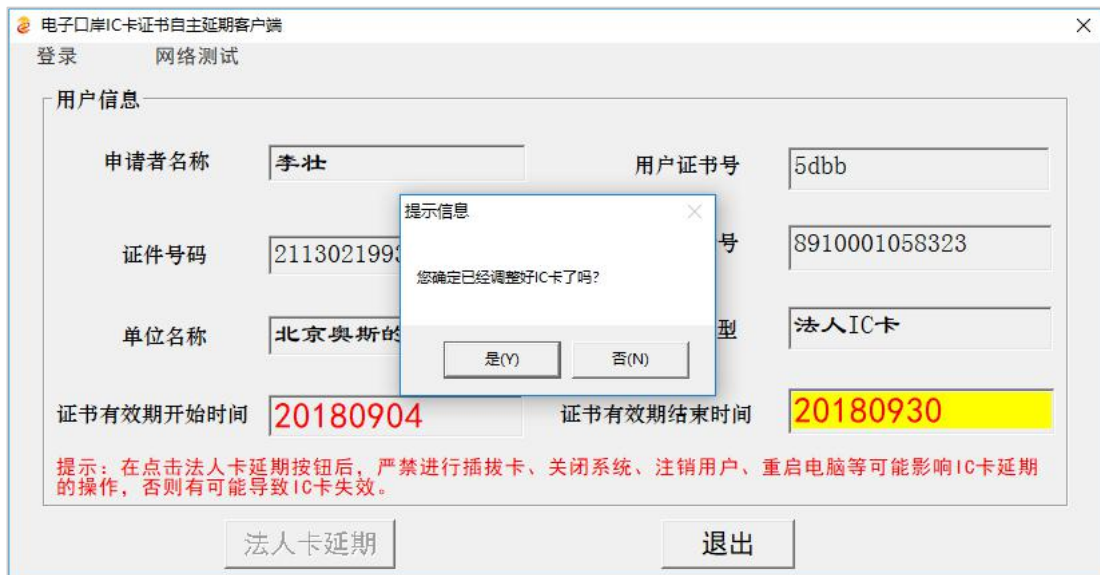 电子口岸IC卡证书自主延期客户端
登录 网络测试
用户信息
申请者名称 李壮 用户证书号 5dbb
提示信息
证件号码 2113021993 号 8910001058323
您确定已经调整好IC卡了吗?
单位名称 北京奥斯的 型 法人IC卡
是(Y) 否(N)
证书有效期开始时间 20180904 证书有效期结束时间 20180930
提示：在点击法人卡延期按钮后，严禁进行插拔卡、关闭系统、注销用户、重启电脑等可能影响IC卡延期
的操作，否则有可能导致IC卡失效。
法人卡延期 退出